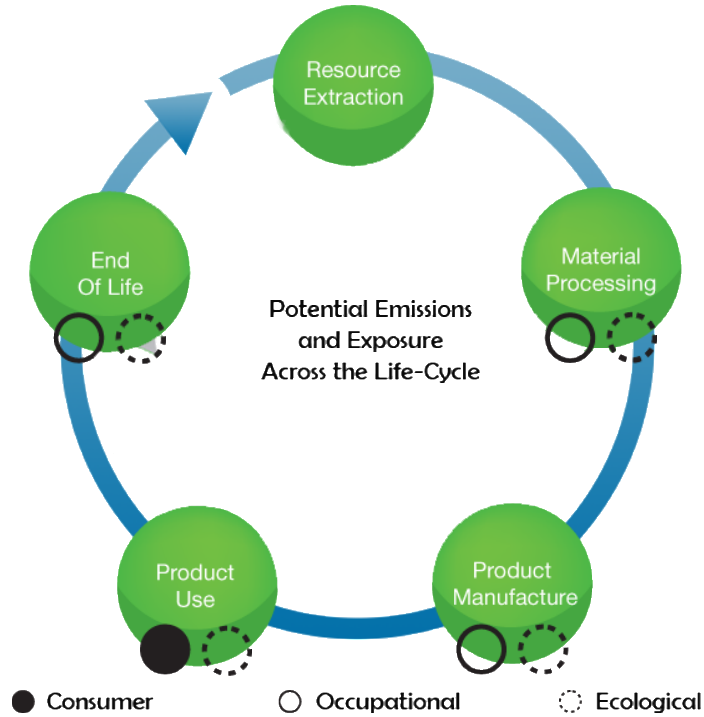 Resource
Extraction
Material
Processing
Product
Manufacture
Product
Use
End
Of Life
Potential Emissions
and Exposure
Across the Life-Cycle
Consumer
Occupational
Ecological